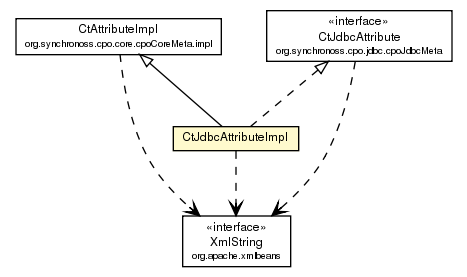 CtAttributeImpl
org.synchronoss.cpo.core.cpoCoreMeta.impl
«interface»
CtJdbcAttribute
org.synchronoss.cpo.jdbc.cpoJdbcMeta
CtJdbcAttributeImpl
«interface»
XmlString
org.apache.xmlbeans